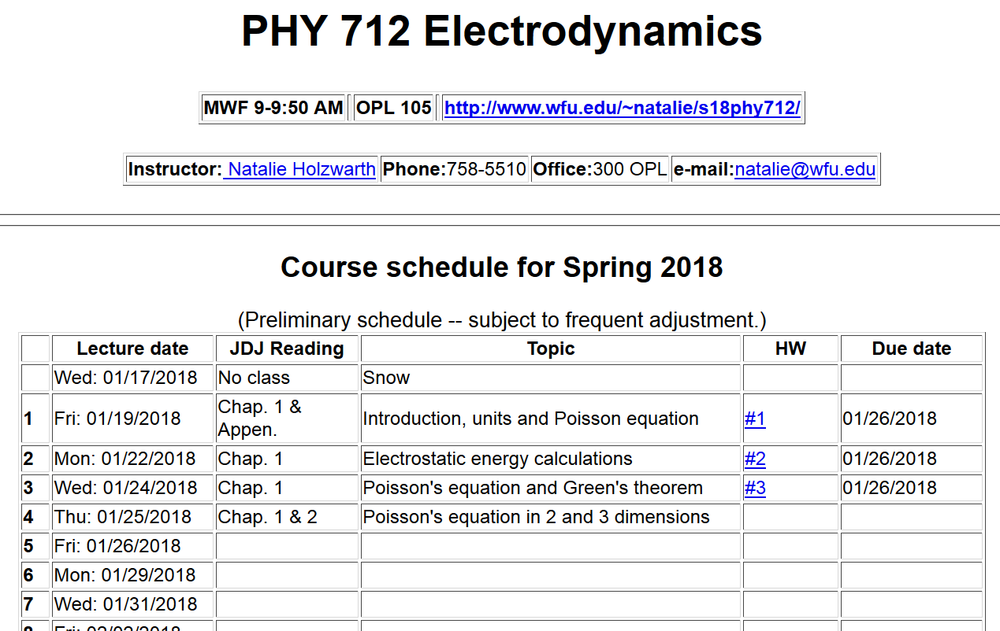 PHY 712 Electrodynamics
MWF 9-9:50 AM OPL 105 http://www.wfu.edu/~natalie/s18phy712/
Instructor: Natalie Holzwarth Phone:758-5510 Office:300 OPL e-mail:natalie@wfu.edu
Course schedule for Spring 2018
(Preliminary schedule -- subject to frequent adjustment.)
Lecture date JDJ Reading Topic HW Due date
Wed: 01/17/2018 No class Snow
1 Fri: 01/19/2018 Chap. 1 & Appen. Introduction, units and Poisson equation #1 01/26/2018
2 Mon: 01/22/2018 Chap. 1 Electrostatic energy calculations #2 01/26/2018
3 Wed: 01/24/2018 Chap. 1 Poisson's equation and Green's theorem #3 01/26/2018
4 Thu: 01/25/2018 Chap. 1 & 2 Poisson's equation in 2 and 3 dimensions
5 Fri: 01/26/2018
6 Mon: 01/29/2018
7 Wed: 01/31/2018
8 Fri: 02/02/2018